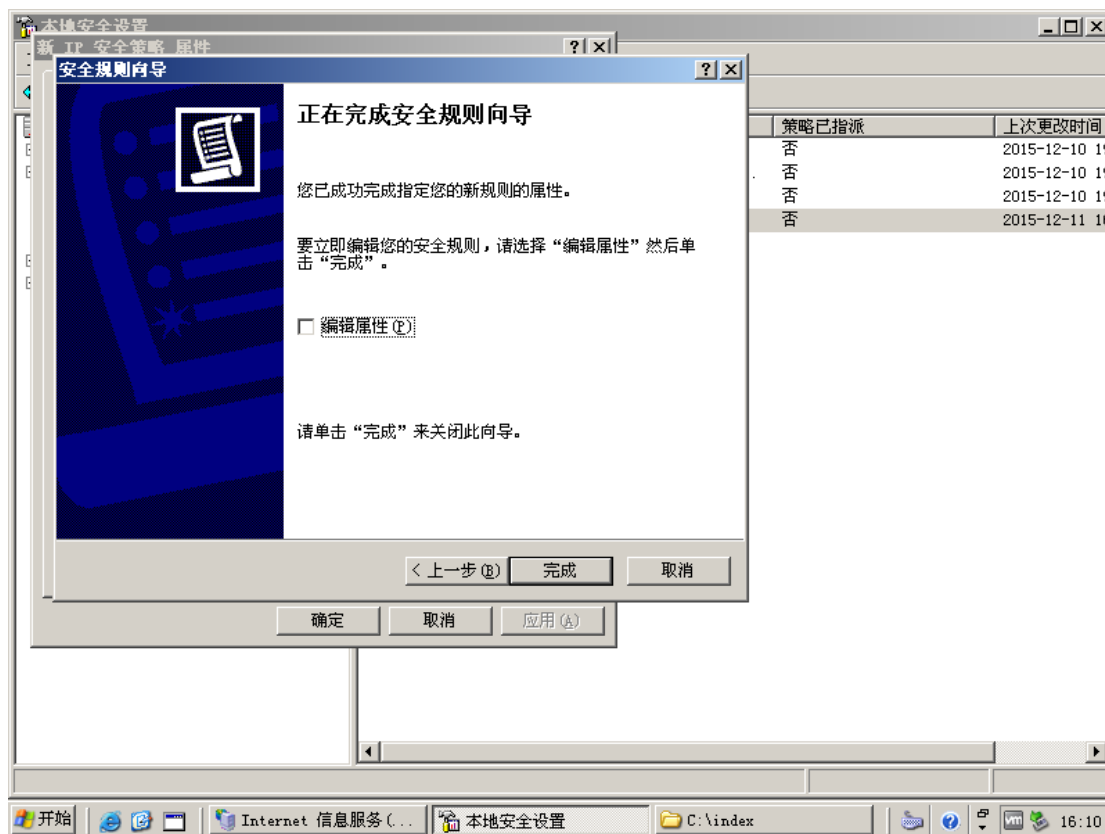 本地安全设置
新 IP 安全策略 属性
安全规则向导
正在完成安全规则向导
您已成功完成指定您的新规则的属性。
要立即编辑您的安全规则，请选择“编辑属性”然后单
击“完成”。
编辑属性(P)
请单击“完成”来关闭此向导。
< 上一步(B)
完成
取消
确定
取消
应用(A)
策略已指派
上次更改时间
否
2015-12-10 1
否
2015-12-10 1
否
2015-12-10 1
否
2015-12-11 1
开始
Internet 信息服务(...
本地安全设置
C:\index
16:10